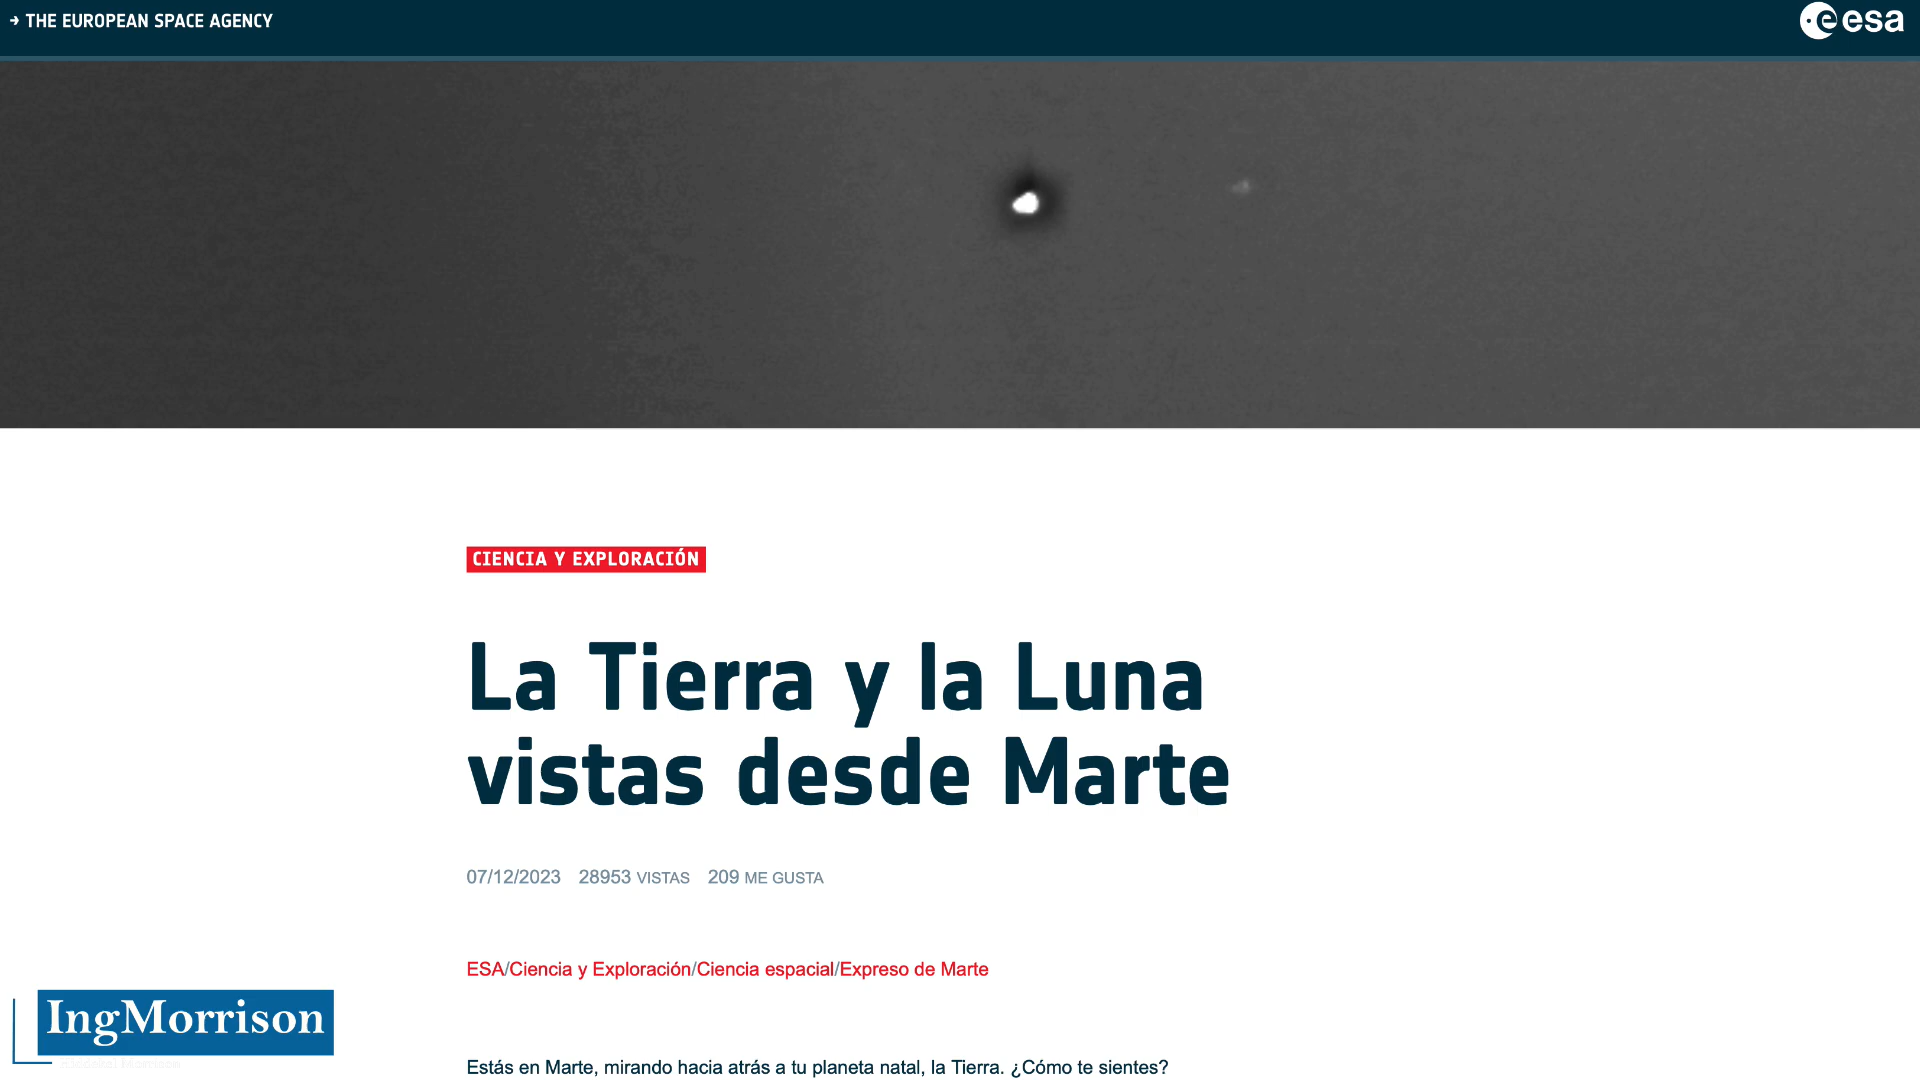 → THE EUROPEAN SPACE AGENCY
esa
CIENCIA Y EXPLORACIÓN
La Tierra y la Luna
vistas desde Marte
07/12/2023 28953 VISTAS 209 ME GUSTA
ESA/Ciencia y Exploración/Ciencia espacial/Expreso de Marte
IngMorrison
Estás en Marte, mirando hacia atrás a tu planeta natal, la Tierra. ¿Cómo te sientes?